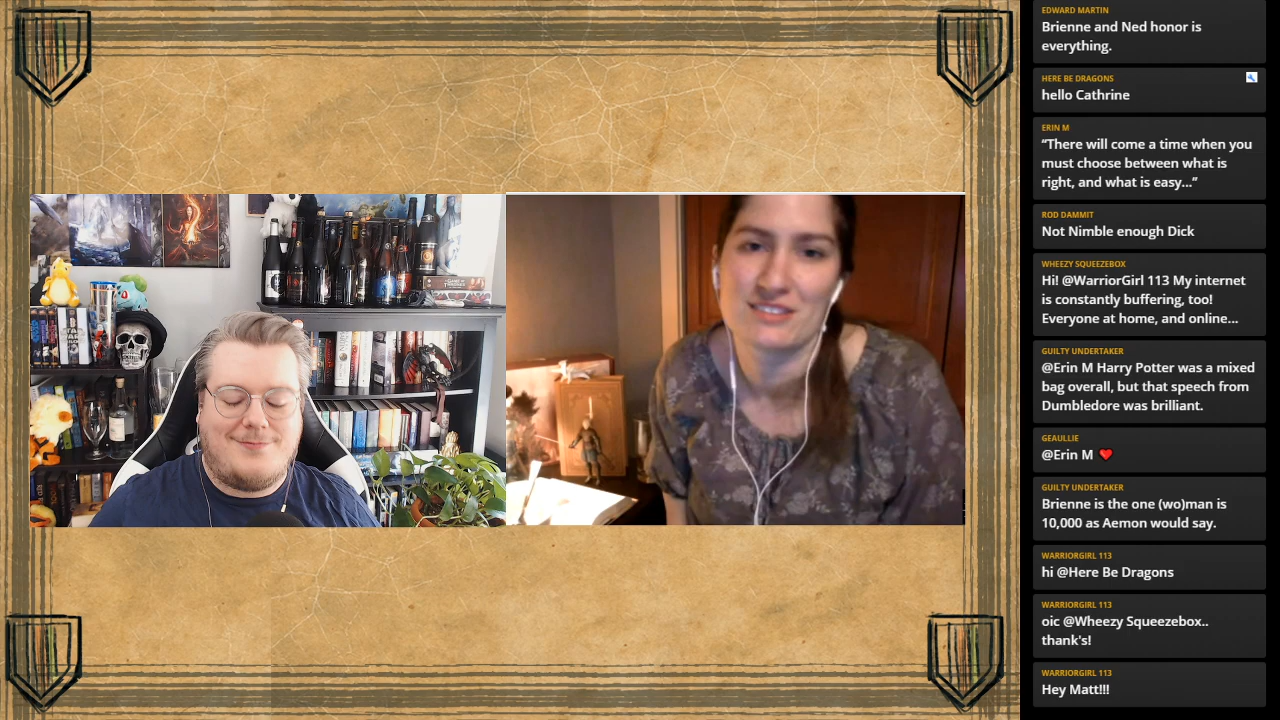 EDWARD MARTIN
Brienne and Ned honor is
everything.
HERE BE DRAGONS
hello Cathrine
ERIN M
“There will come a time when you
must choose between what is
right, and what is easy...”
ROD DAMMIT
Not Nimble enough Dick
WHEEZY SQUEEZEBOX
Hi! @WarriorGirl 113 My internet
is constantly buffering, too!
Everyone at home, and online...
GUILTY UNDERTAKER
@Erin M Harry Potter was a mixed
bag overall, but that speech from
Dumbledore was brilliant.
GEAULLIE
@Erin M ❤️
GUILTY UNDERTAKER
Brienne is the one (wo)man is
10,000 as Aemon would say.
WARRIORGIRL 113
hi @Here Be Dragons
WARRIORGIRL 113
oic @Wheezy Squeezebox..
thank's!
WARRIORGIRL 113
Hey Matt!!!